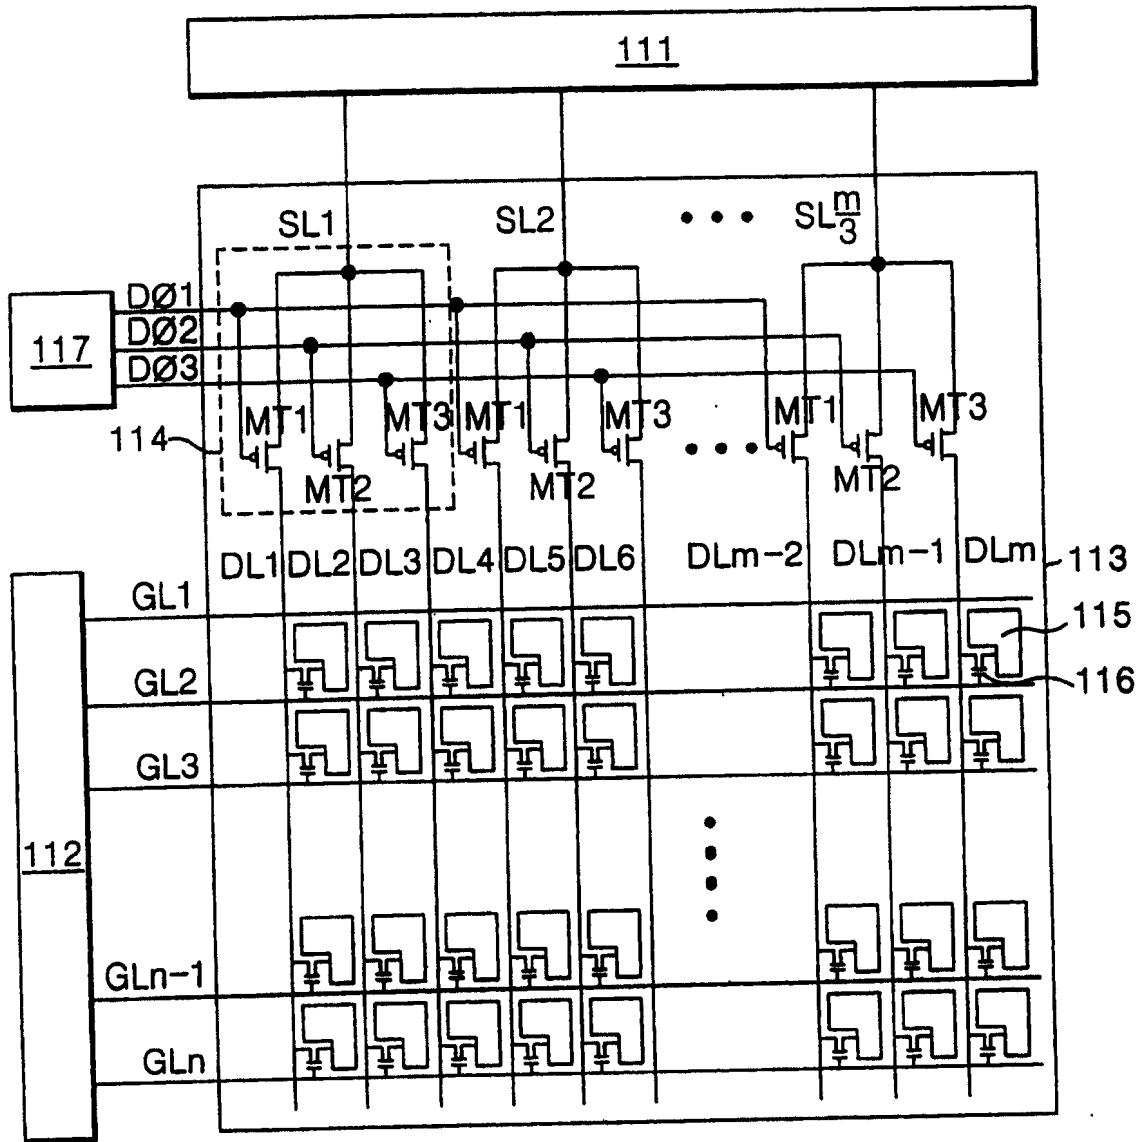 111
SL1 SL2 SL m/3
DØ1
DØ2
DØ3
117
MT1 MT3 MT1 MT3 MT1 MT3
114
MT2 MT2 MT2
DL1 DL2 DL3 DL4 DL5 DL6 DLm-2 DLm-1 DLm
113
GL1
115
GL2
116
GL3
112
GLn-1
GLn